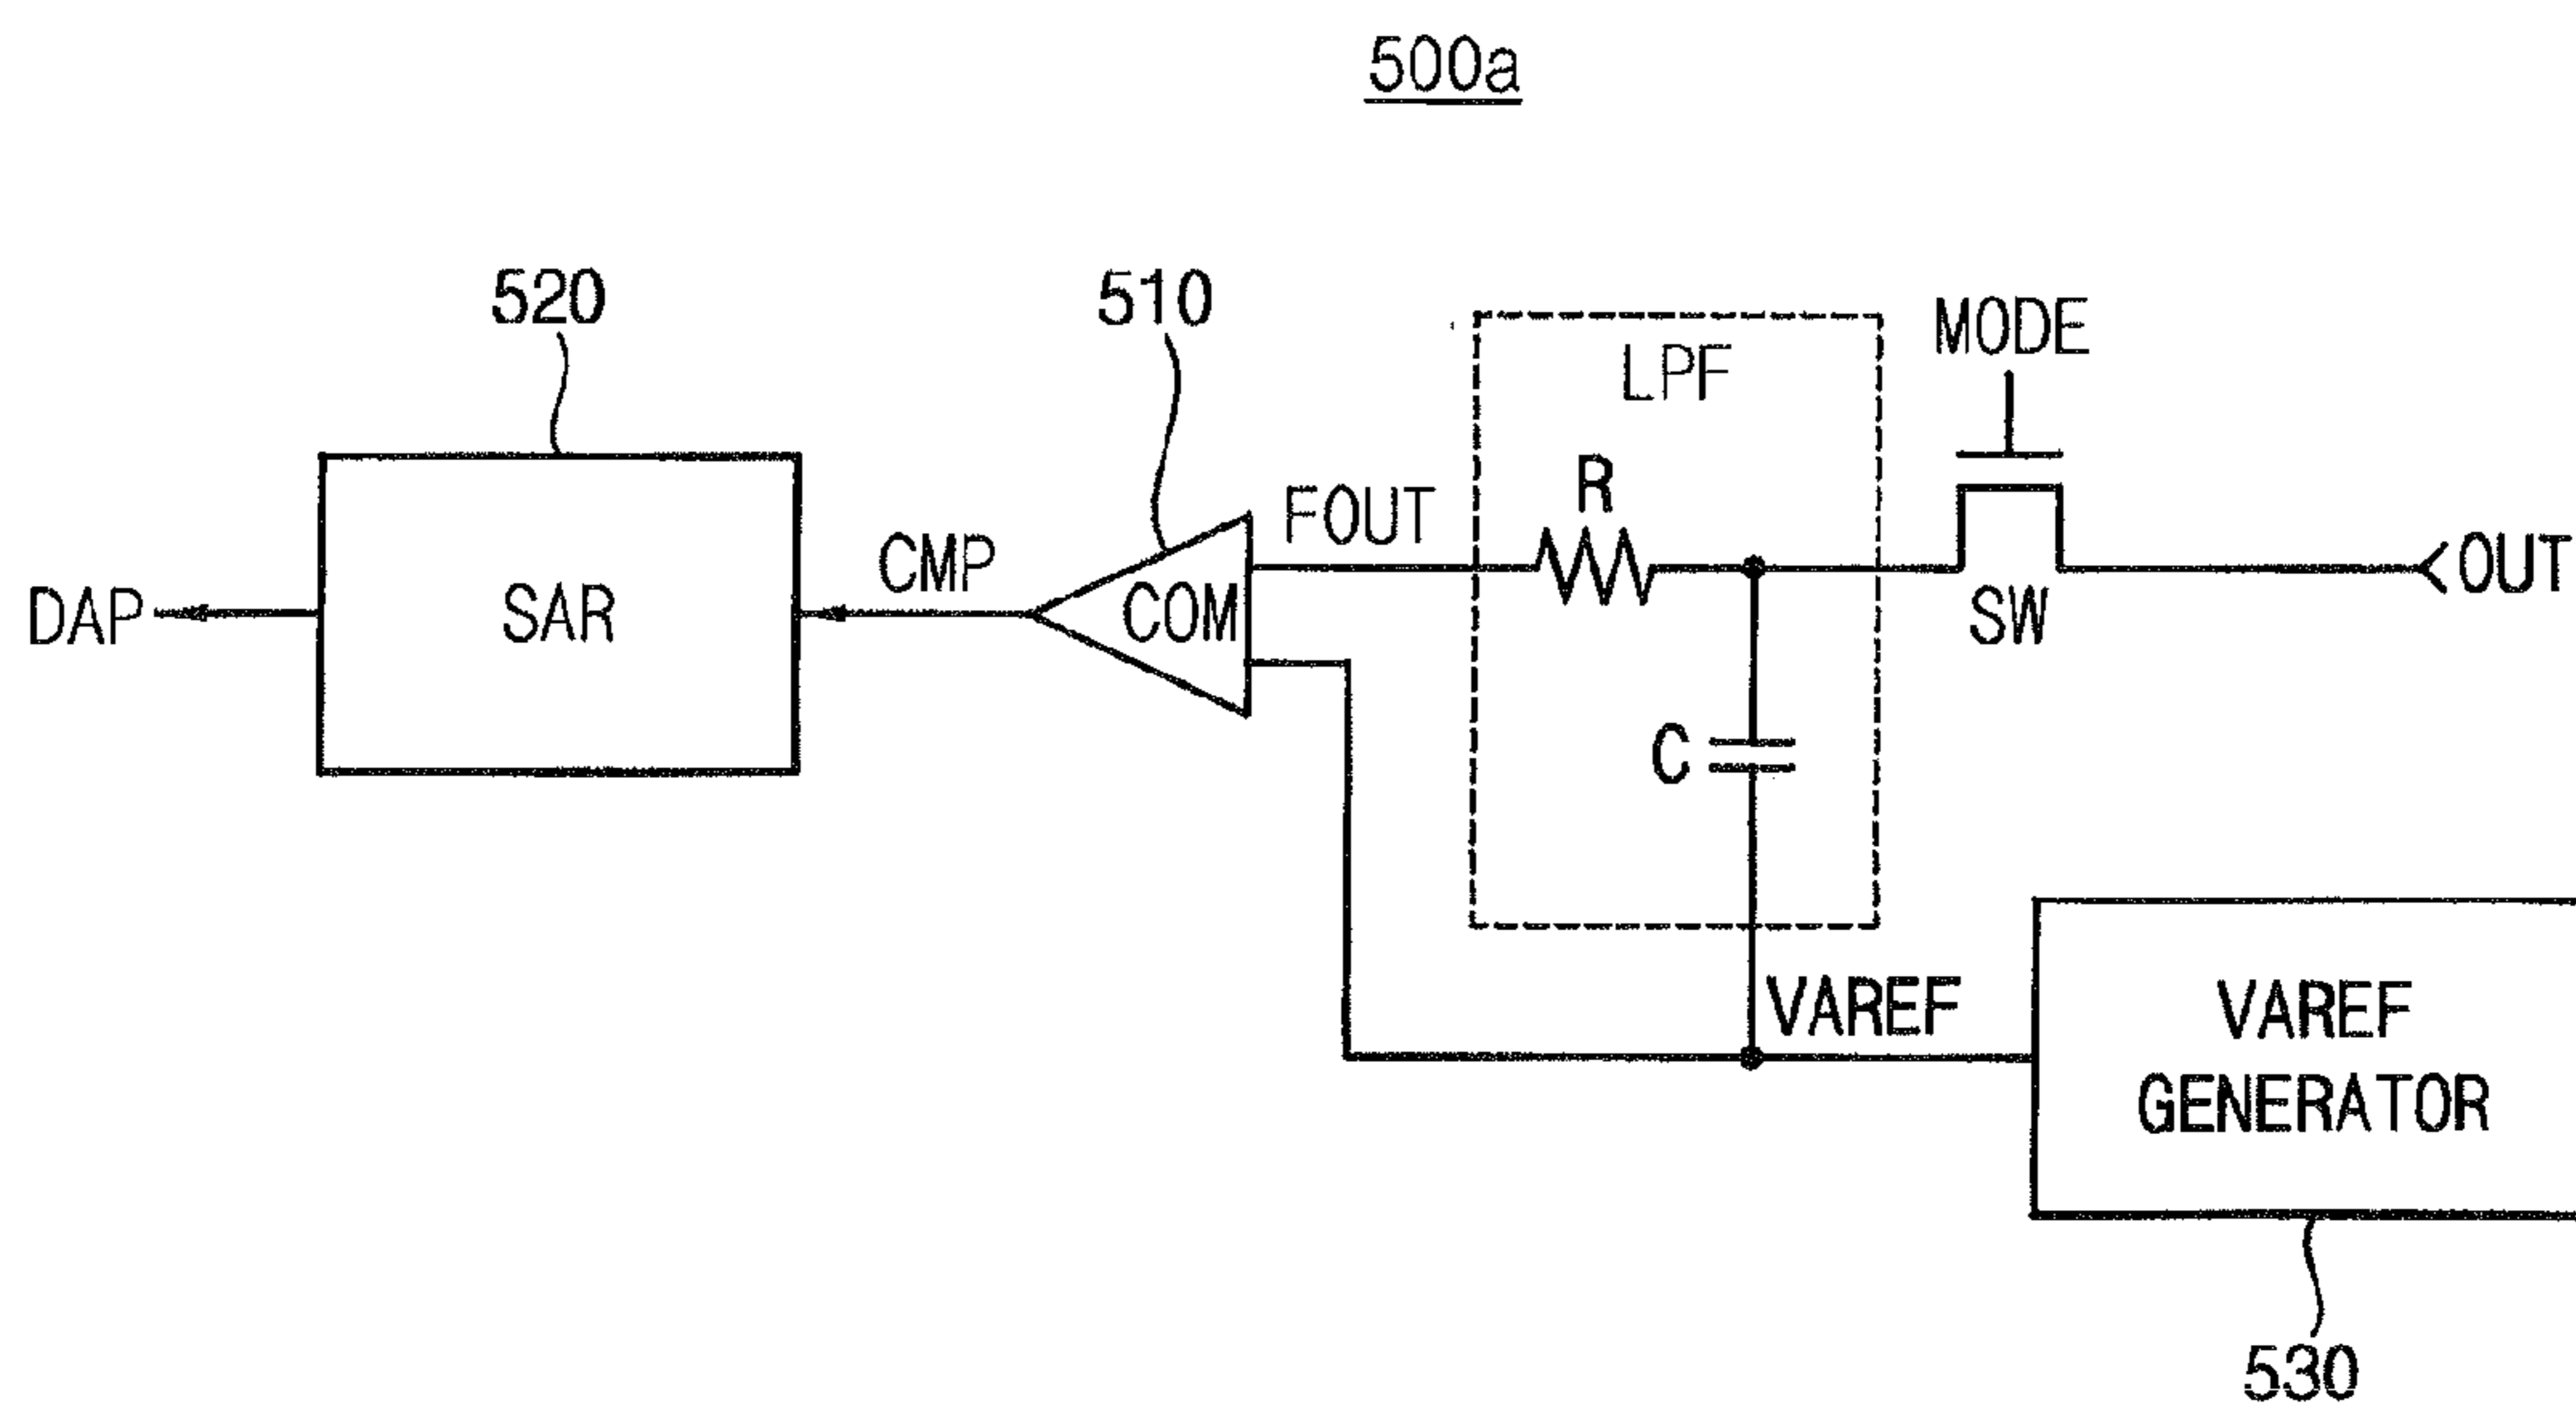 500a
520
510
MODE
LPF
R
FOUT
CMP
OUT
DAP
SAR
COM
SW
C
VAREF
VAREF
GENERATOR
530